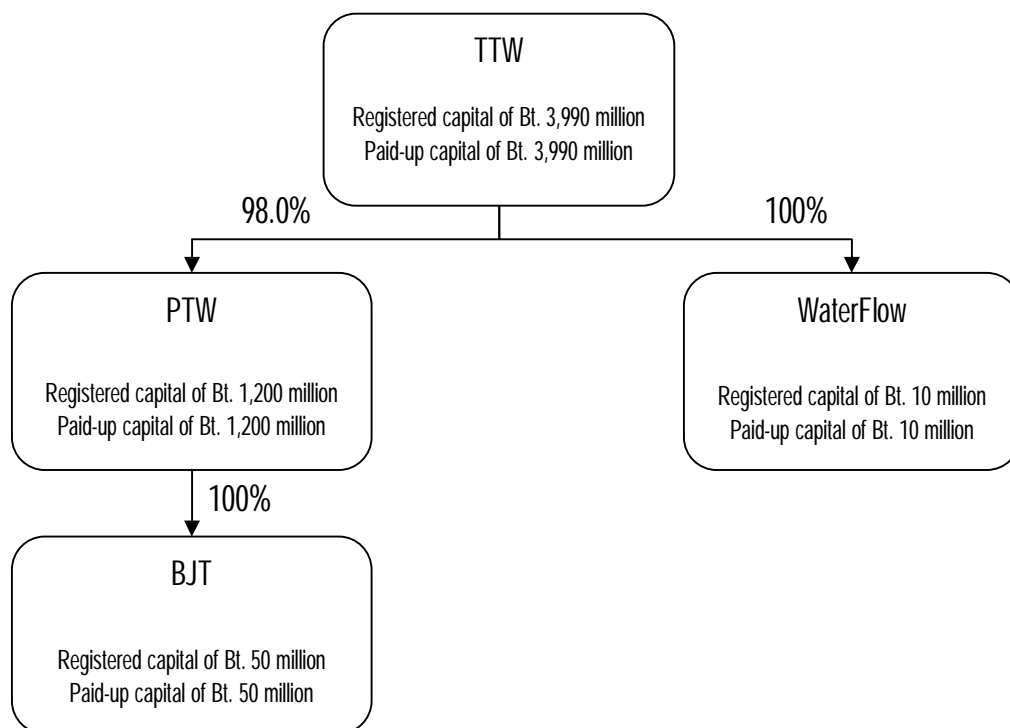 TTW
Registered capital of Bt. 3,990 million
Paid-up capital of Bt. 3,990 million
98.0%
100%
PTW
Registered capital of Bt. 1,200 million
Paid-up capital of Bt. 1,200 million
WaterFlow
Registered capital of Bt. 10 million
Paid-up capital of Bt. 10 million
100%
BJT
Registered capital of Bt. 50 million
Paid-up capital of Bt. 50 million